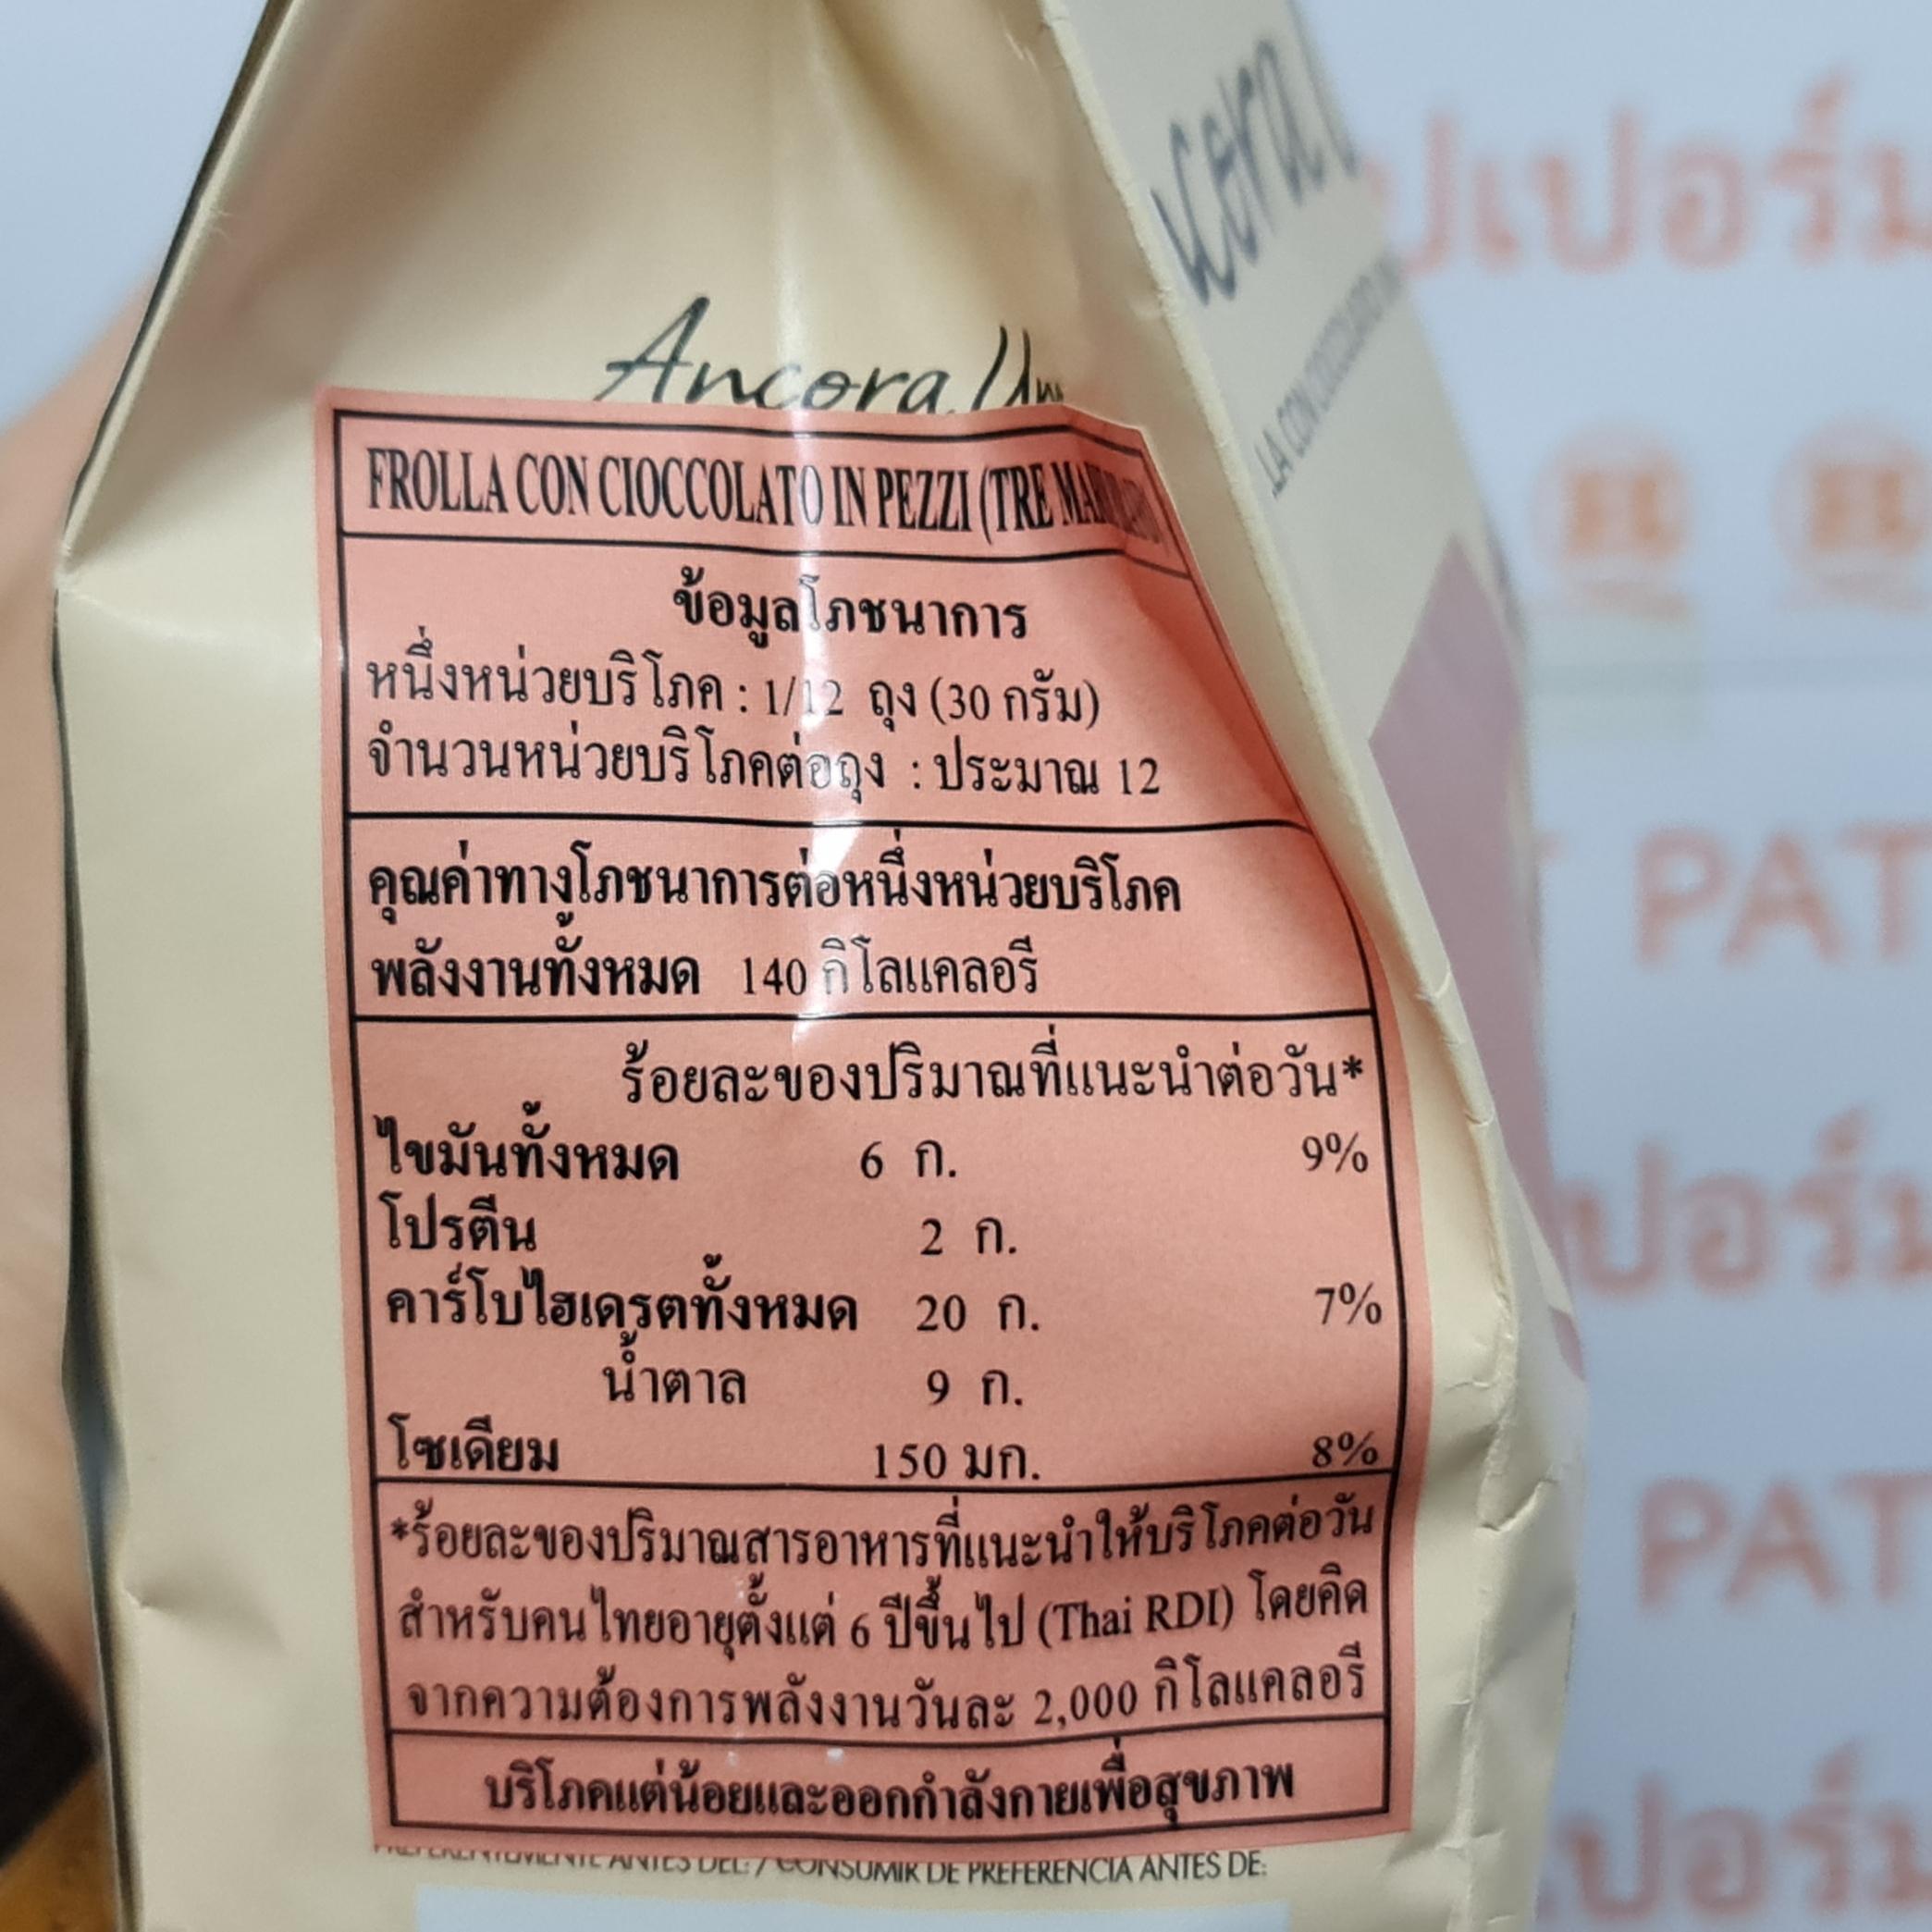 Ancora Un
FROLLA CON CIOCCOLATO IN PEZZI (TRE
ข้อมูลโภชนาการ
หนึ่งหน่วยบริโภค : 1/12 ถุง (30 กรัม)
จำนวนหน่วยบริโภคต่อถุง : ประมาณ 12
คุณค่าทางโภชนาการต่อหนึ่งหน่วยบริโภค
พลังงานทั้งหมด 140 กิโลแคลอรี
ร้อยละของปริมาณที่แนะนำต่อวัน*
ไขมันทั้งหมด 6 ก. 9%
โปรตีน 2 ก.
คาร์โบไฮเดรตทั้งหมด 20 ก. 7%
น้ำตาล 9 ก.
โซเดียม 150 มก. 8%
*ร้อยละของปริมาณสารอาหารที่แนะนำให้บริโภคต่อวัน
สำหรับคนไทยอายุตั้งแต่ 6 ปีขึ้นไป (Thai RDI) โดยคิด
จากความต้องการพลังงานวันละ 2,000 กิโลแคลอรี
บริโภคแต่น้อยและออกกำลังกายเพื่อสุขภาพ
ANTES DEL: / CONSUMIR DE PREFERENCIA ANTES DE:
PAT
PAT